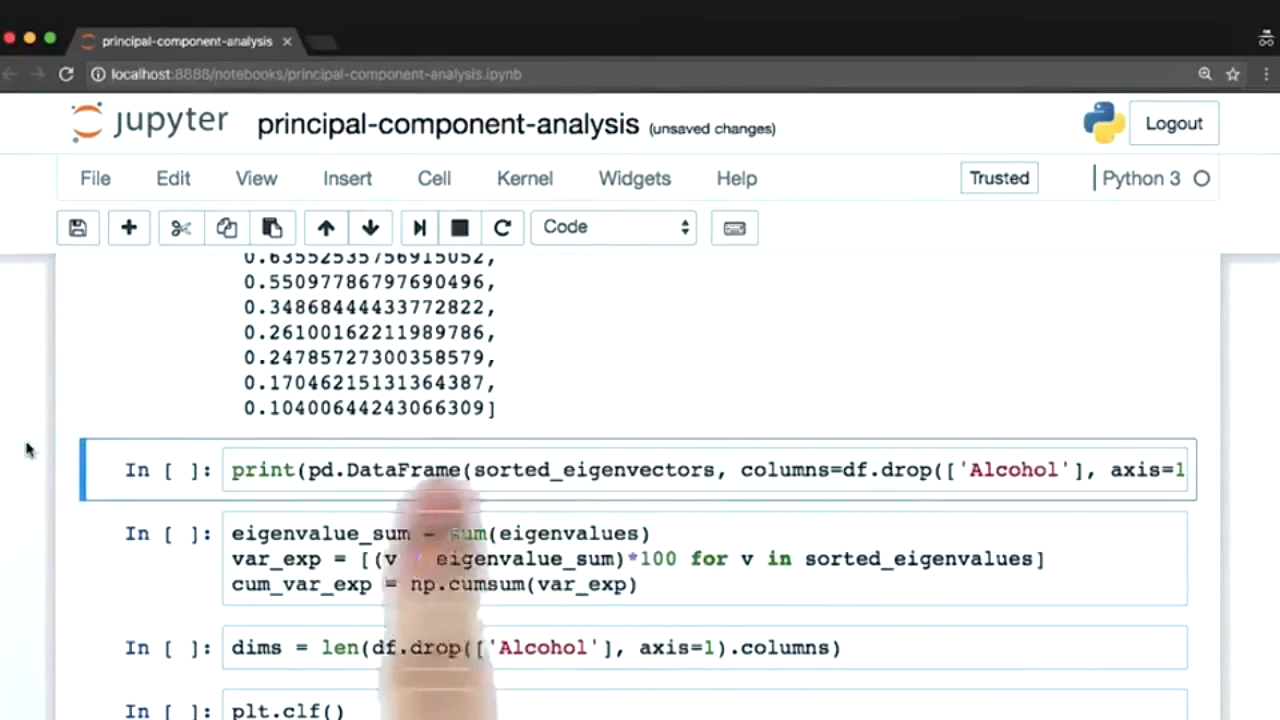 principal-component-analysis
localhost:8888/notebooks/principal-component-analysis.ipynb
jupyter principal-component-analysis (unsaved changes) Logout
File Edit View Insert Cell Kernel Widgets Help Trusted Python 3
Code
0.63552535756915052,
0.55097786797690496,
0.34868444433772822,
0.26100162211989786,
0.24785727300358579,
0.17046215131364387,
0.10400644243066309]
In [ ]: print(pd.DataFrame(sorted_eigenvectors, columns=df.drop(['Alcohol'], axis=1
In [ ]: eigenvalue_sum = sum(eigenvalues)
var_exp = [(v / eigenvalue_sum)*100 for v in sorted_eigenvalues]
cum_var_exp = np.cumsum(var_exp)
In [ ]: dims = len(df.drop(['Alcohol'], axis=1).columns)
In [ ]: plt.clf()